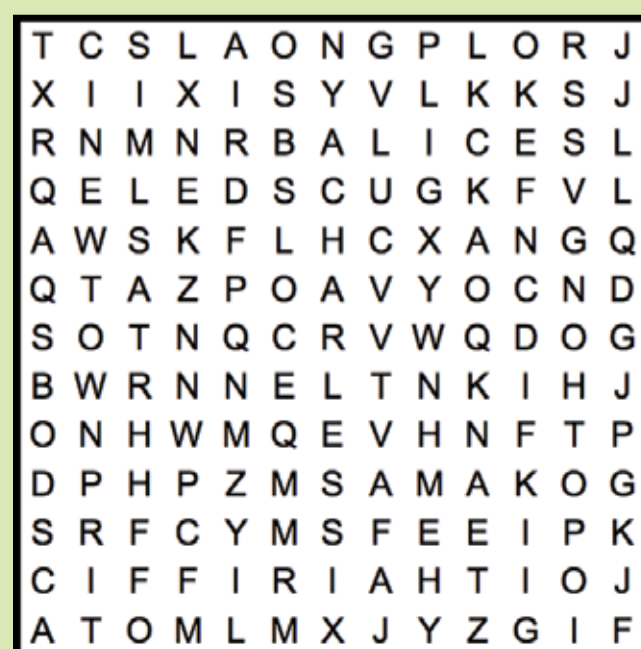 T C S L A O N G P L O R J
X I I X I S Y V L K K S J
R N M N R B A L I C E S L
Q E L E D S C U G K F V L
A W S K F L H C X A N G Q
Q T A Z P O A V Y O C N D
S O T N Q C R V W Q D O G
B W R N N E L T N K I H J
O N H W M Q E V H N F T P
D P H P Z M S A M A K O G
S R F C Y M S F E E I P K
C I F F I R I A H T I O J
A T O M L M X J Y Z G I F